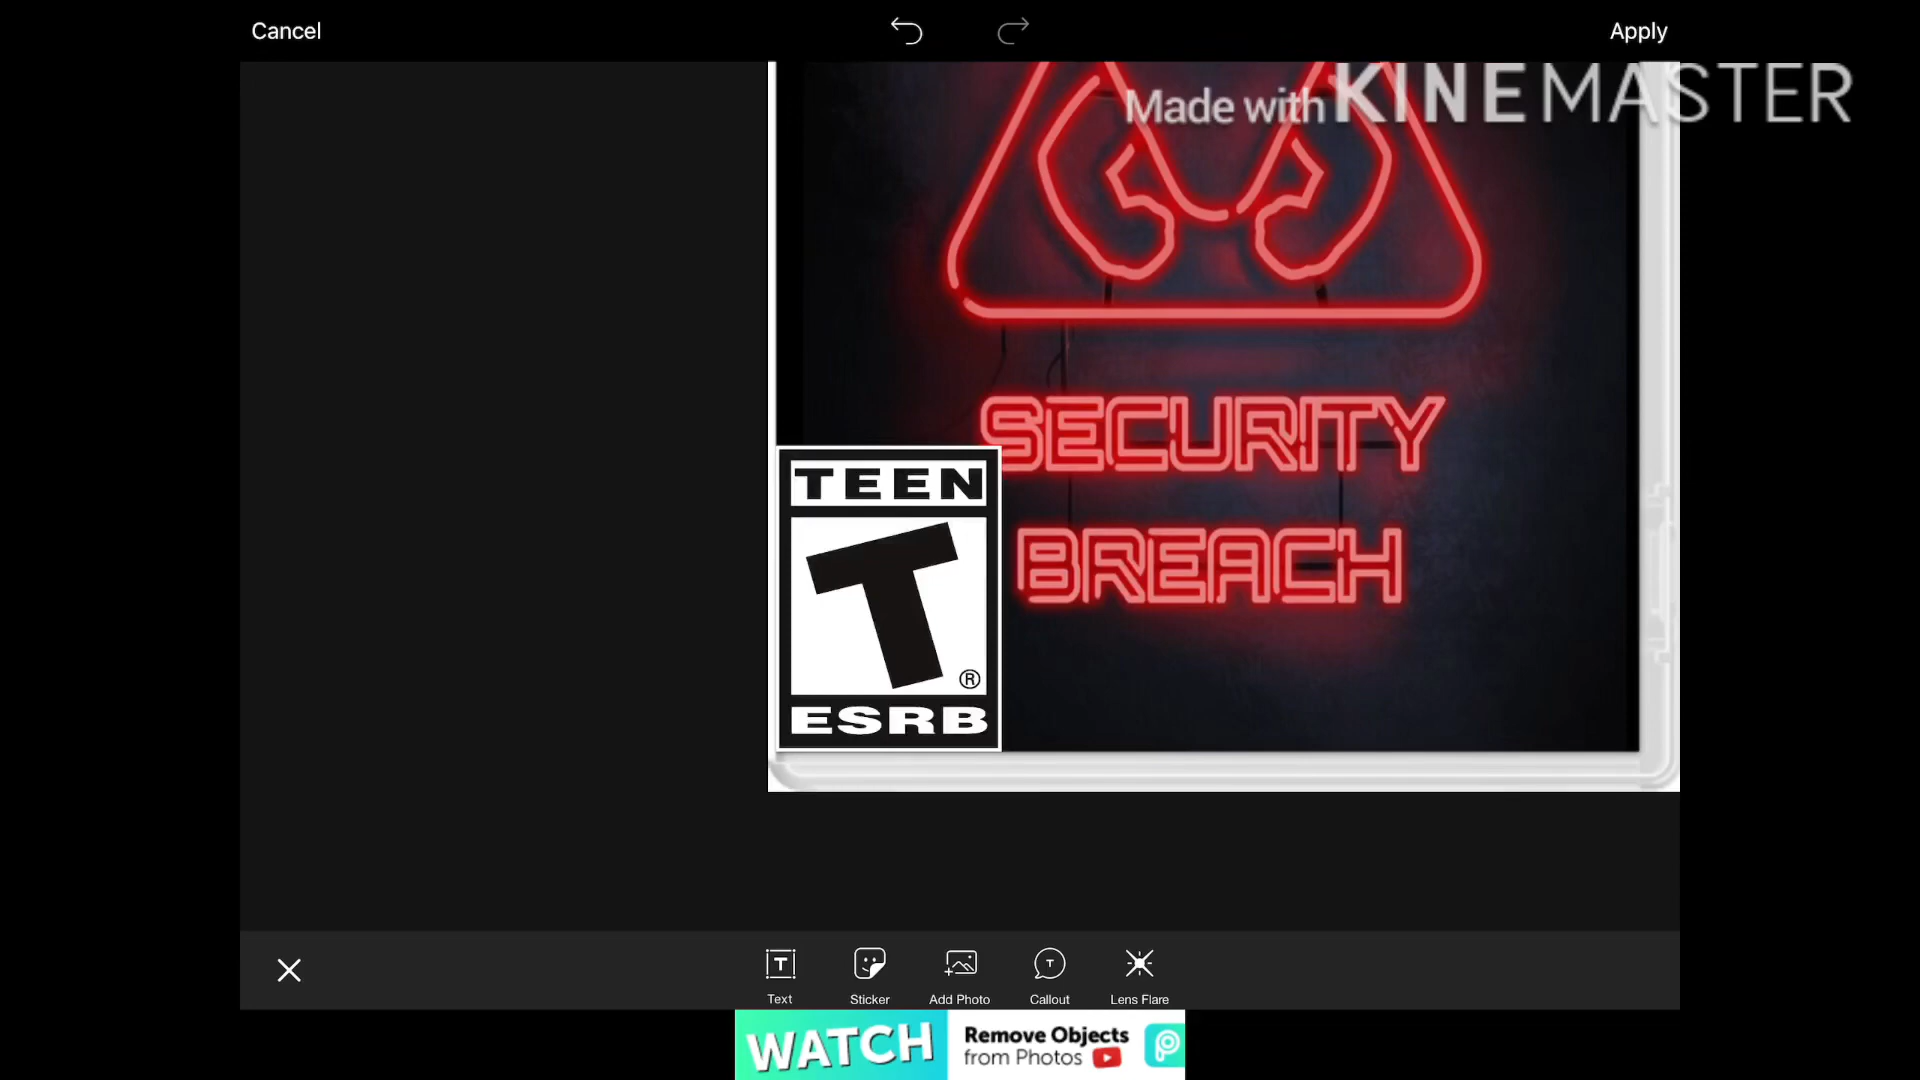 Cancel
Apply
Made with KINEMASTER
SECURITY
BREACH
TEEN
T
®
ESRB
T
Text
Sticker
Add Photo
T
Callout
Lens Flare
WATCH
Remove Objects
from Photos
P